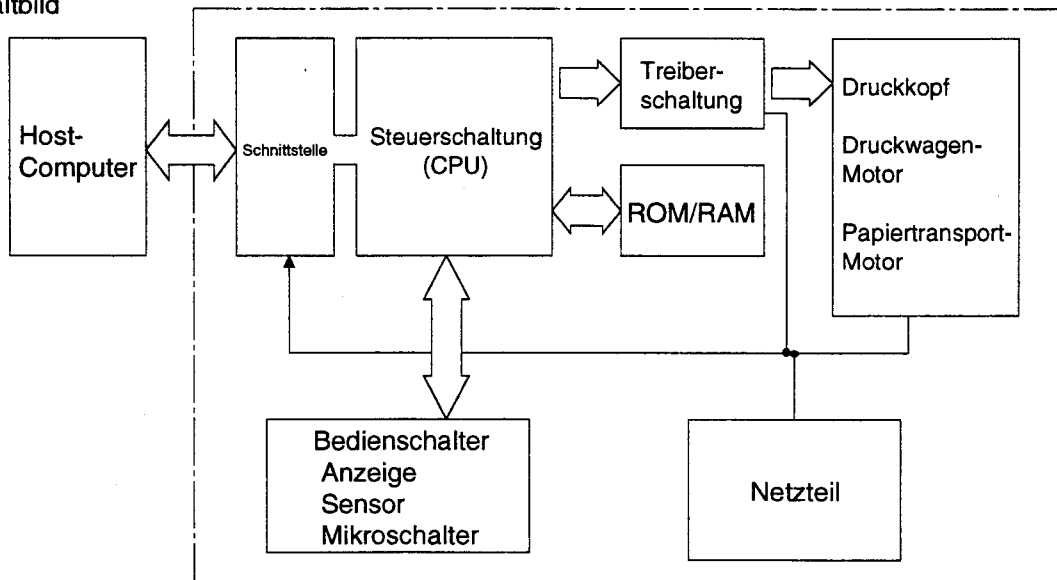 Host-
Computer
Schnittstelle
Steuerschaltung
(CPU)
Treiber-
schaltung
ROM/RAM
Druckkopf
Druckwagen-
Motor
Papiertransport-
Motor
Bedienschalter
Anzeige
Sensor
Mikroschalter
Netzteil